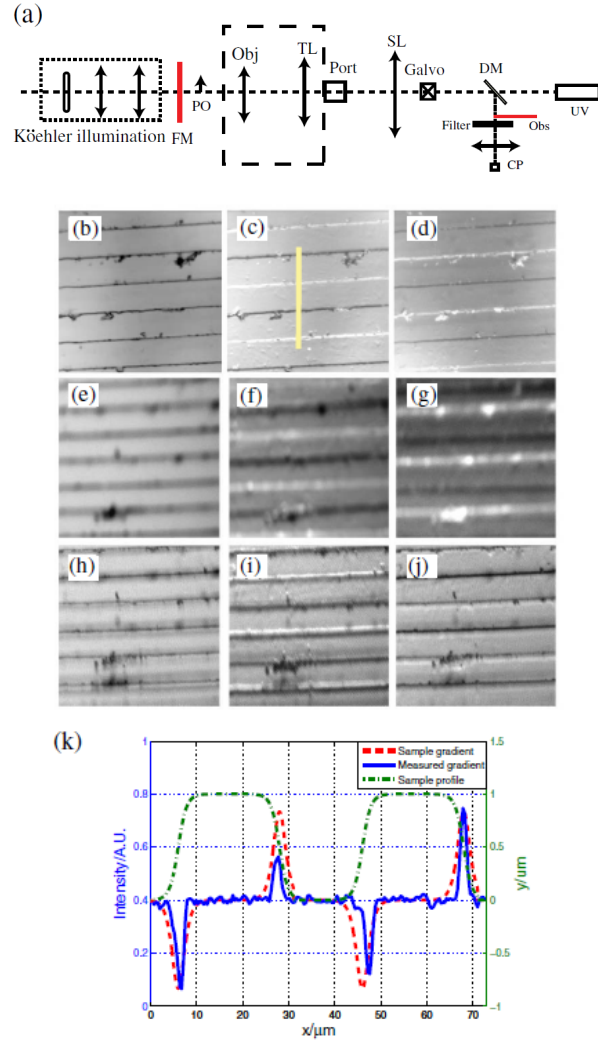 (a)
Köehler illumination
FM
PO
Obj
TL
Port
SL
Galvo
DM
UV
Filter
Obs
CP
(b)
(c)
(d)
(e)
(f)
(g)
(h)
(i)
(j)
(k)
Sample gradient
Measured gradient
Sample profile
Intensity/A.U.
1
0.8
0.6
0.4
0.2
0
0 10 20 30 40 50 60 70
x/μm
1.5
1
0.5
0
−0.5
−1
y/um